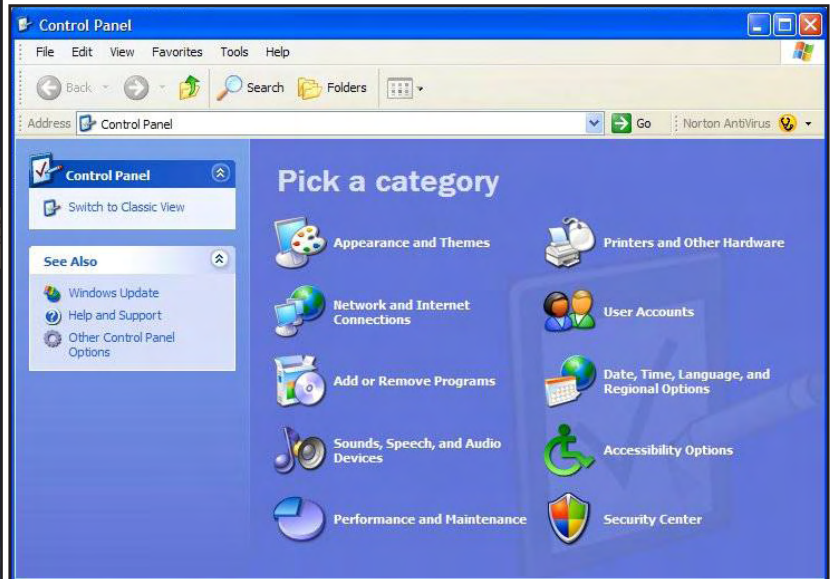 Control Panel
File Edit View Favorites Tools Help
Back Search Folders
Address Control Panel Go Norton AntiVirus
Control Panel
Switch to Classic View
See Also
Windows Update
Help and Support
Other Control Panel
Options
Pick a category
Appearance and Themes
Printers and Other Hardware
Network and Internet
Connections
User Accounts
Add or Remove Programs
Date, Time, Language, and
Regional Options
Sounds, Speech, and Audio
Devices
Accessibility Options
Performance and Maintenance
Security Center